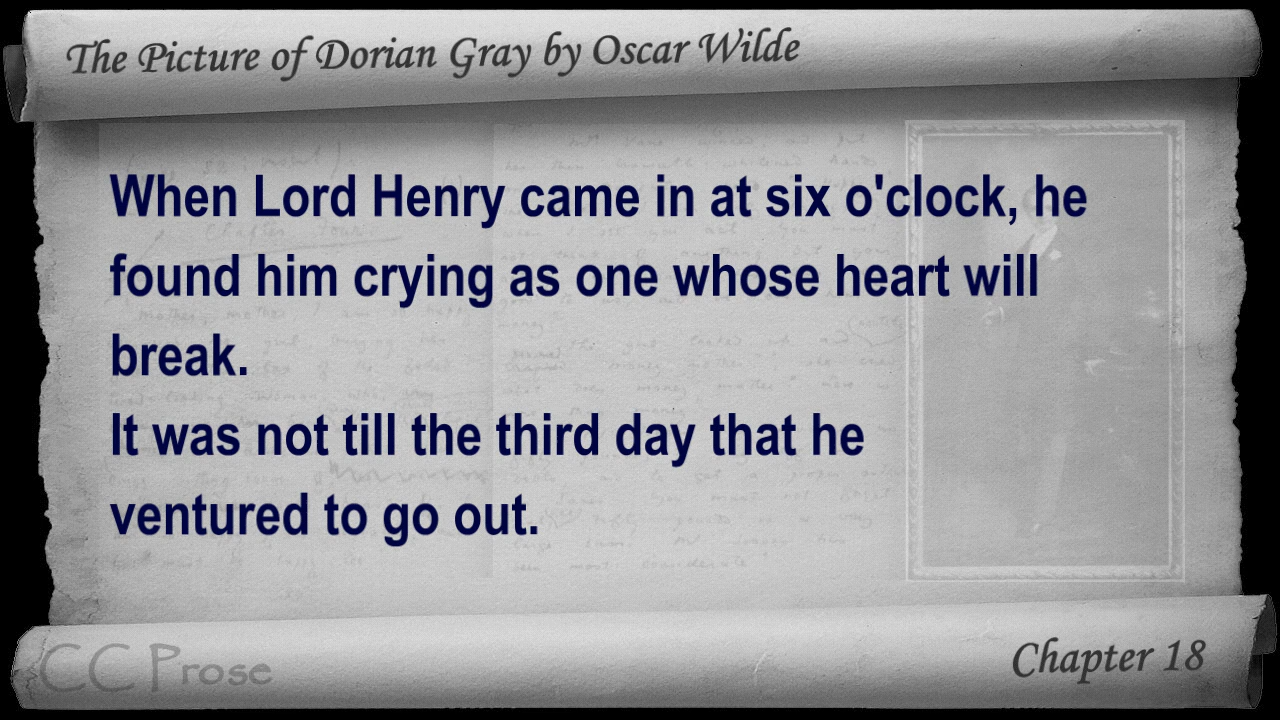 The Picture of Dorian Gray by Oscar Wilde
When Lord Henry came in at six o'clock, he
found him crying as one whose heart will
break.
It was not till the third day that he
ventured to go out.
CC Prose
Chapter 18